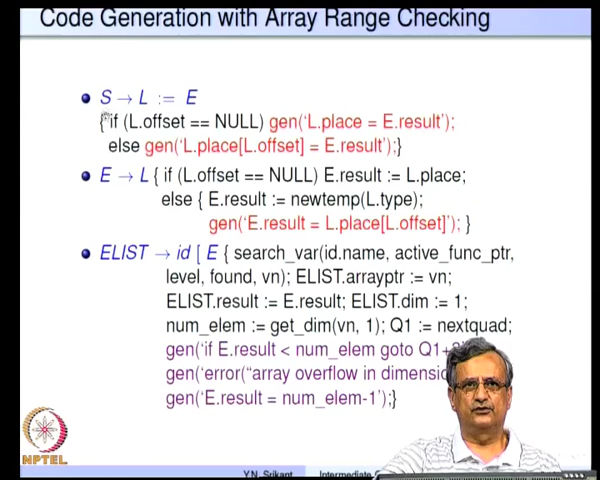 Code Generation with Array Range Checking
S → L := E
{if (L.offset == NULL) gen('L.place = E.result');
else gen('L.place[L.offset] = E.result');}
E → L { if (L.offset == NULL) E.result := L.place;
else { E.result := newtemp(L.type);
gen('E.result = L.place[L.offset]'); }
ELIST → id [ E { search_var(id.name, active_func_ptr,
level, found, vn); ELIST.arrayptr := vn;
ELIST.result := E.result; ELIST.dim := 1;
num_elem := get_dim(vn, 1); Q1 := nextquad;
gen('if E.result < num_elem goto Q1+
gen('error("array overflow in
gen('E.result = num_elem-1');}
NPTEL
Y.N. Srikant Intermediate